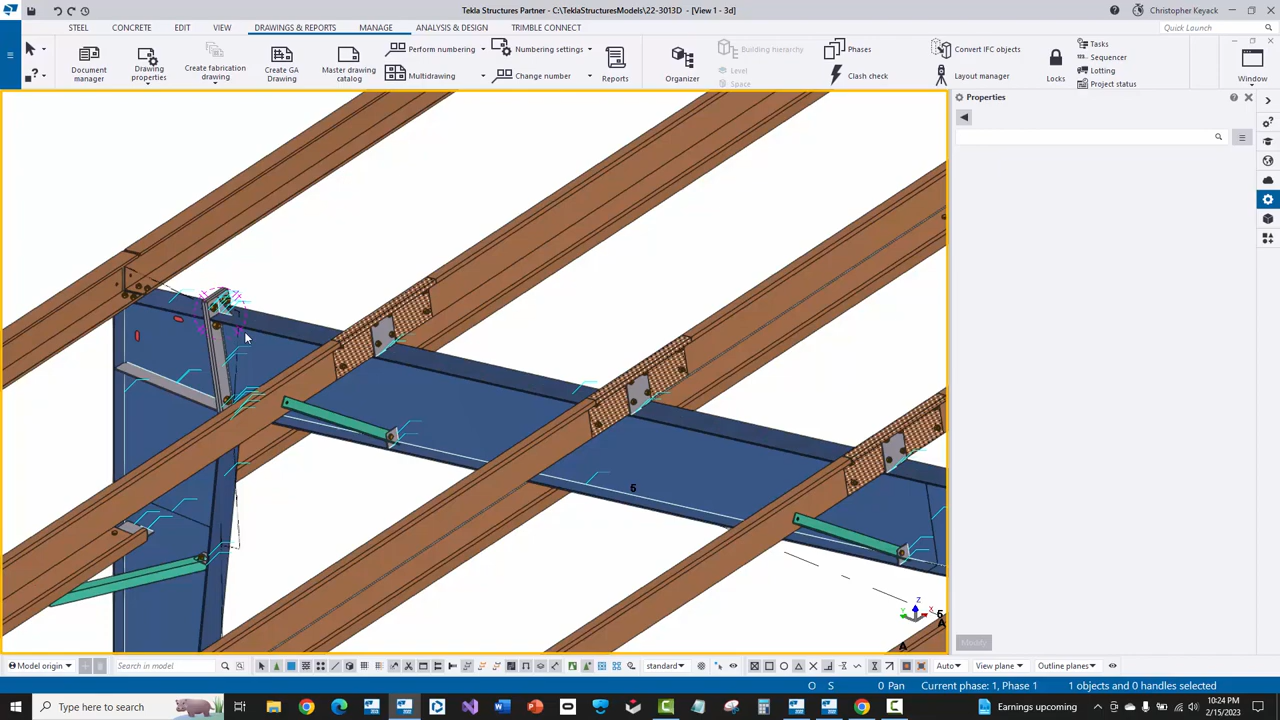 Tekla Structures Partner - C:\TeklaStructuresModels\22-3013D - [View 1 - 3d]
Christopher Keyack
STEEL
CONCRETE
EDIT
VIEW
DRAWINGS & REPORTS
MANAGE
ANALYSIS & DESIGN
TRIMBLE CONNECT
Quick Launch
Document manager
Drawing properties
Create fabrication drawing
Create GA Drawing
Master drawing catalog
Perform numbering
Multidrawing
Numbering settings
Change number
Reports
Organizer
Building hierarchy
Level
Space
Phases
Clash check
Convert IFC objects
Layout manager
Locks
Tasks
Sequencer
Lotting
Project status
Window
Properties
5
Z
Y
X
5
A
A
Modify
Model origin
Search in model
standard
Auto
View plane
Outline planes
O S
0 Pan
Current phase: 1, Phase 1
1 objects and 0 handles selected
Type here to search
Earnings upcoming
10:24 PM
2/15/2023